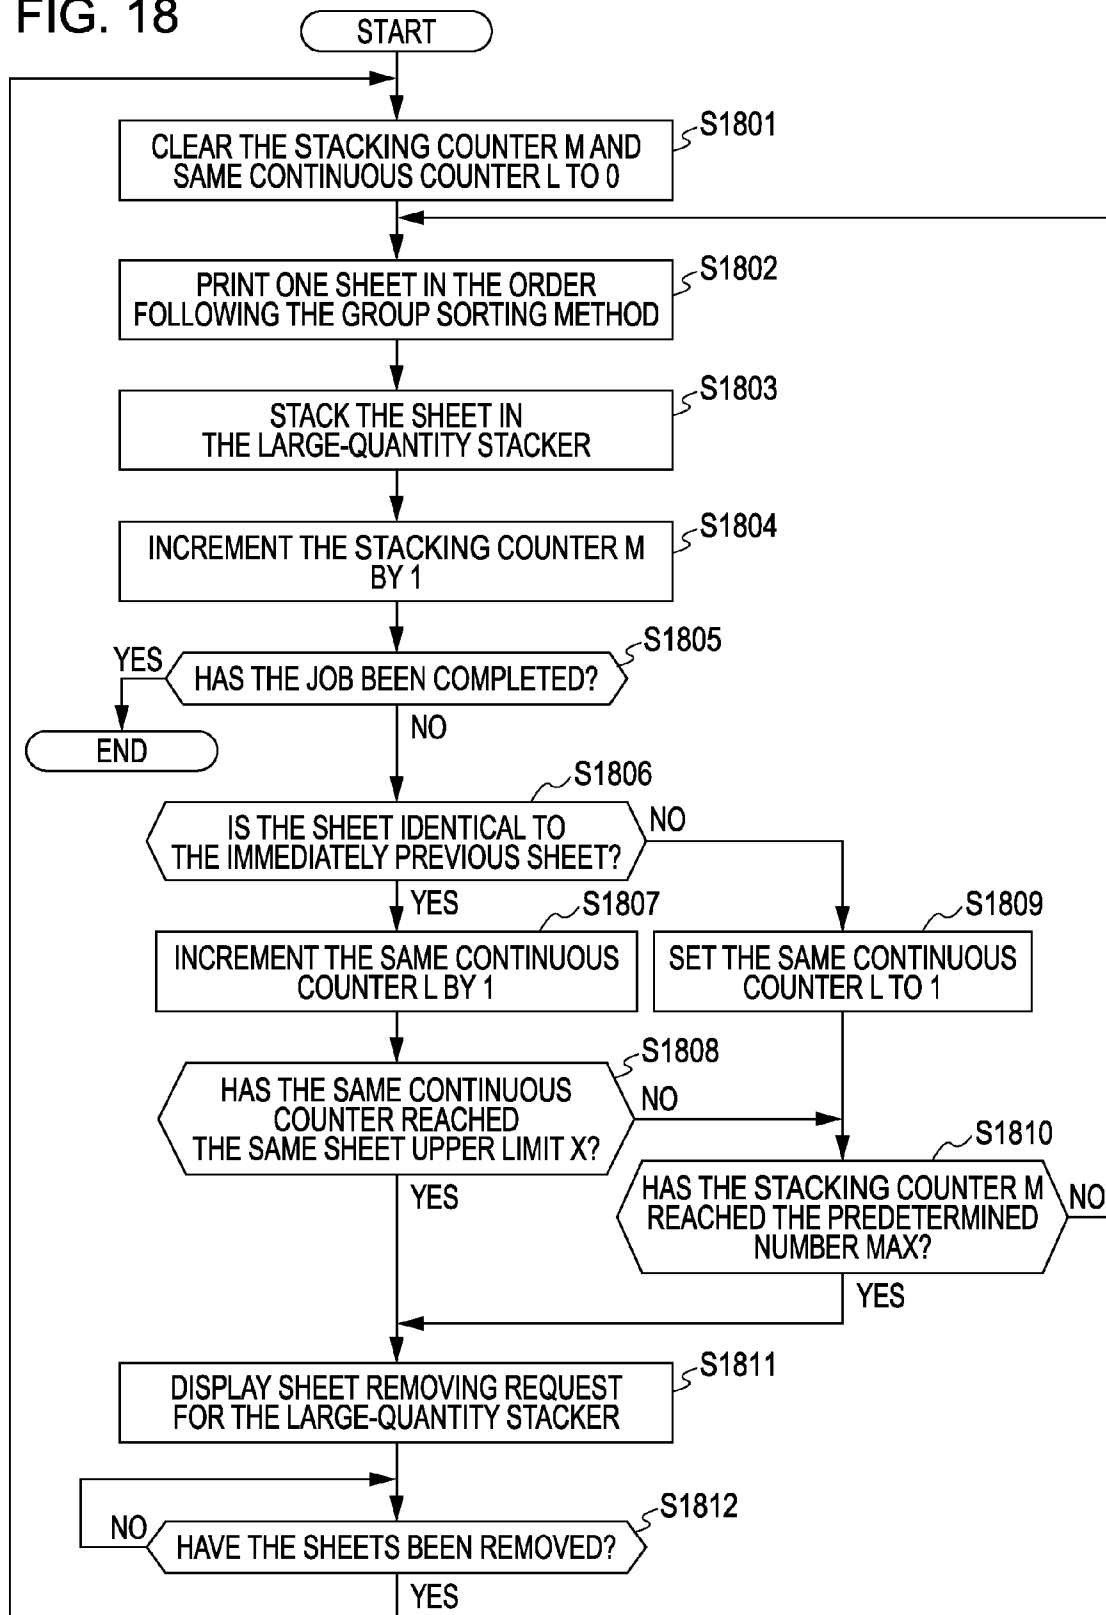 FIG. 18
START
S1801
CLEAR THE STACKING COUNTER M AND
SAME CONTINUOUS COUNTER L TO 0
S1802
PRINT ONE SHEET IN THE ORDER
FOLLOWING THE GROUP SORTING METHOD
S1803
STACK THE SHEET IN
THE LARGE-QUANTITY STACKER
S1804
INCREMENT THE STACKING COUNTER M
BY 1
S1805
YES
HAS THE JOB BEEN COMPLETED?
NO
END
S1806
IS THE SHEET IDENTICAL TO
THE IMMEDIATELY PREVIOUS SHEET?
NO
YES
S1807
S1809
INCREMENT THE SAME CONTINUOUS
COUNTER L BY 1
SET THE SAME CONTINUOUS
COUNTER L TO 1
S1808
HAS THE SAME CONTINUOUS
COUNTER REACHED
THE SAME SHEET UPPER LIMIT X?
NO
YES
S1810
HAS THE STACKING COUNTER M
REACHED THE PREDETERMINED
NUMBER MAX?
NO
YES
S1811
DISPLAY SHEET REMOVING REQUEST
FOR THE LARGE-QUANTITY STACKER
S1812
NO
HAVE THE SHEETS BEEN REMOVED?
YES